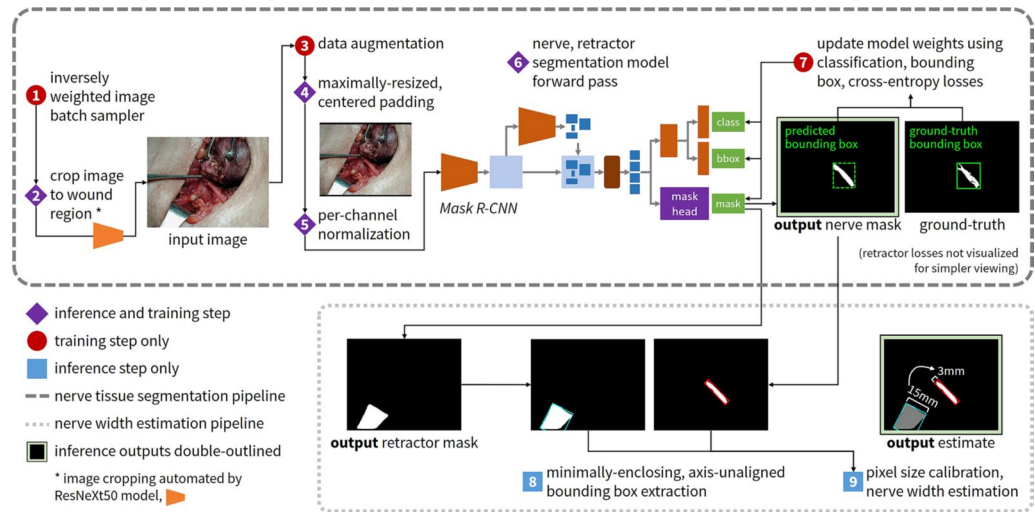 1
inversely
weighted image
batch sampler
2
crop image
to wound
region *
input image
3
data augmentation
4
maximally-resized,
centered padding
5
per-channel
normalization
6
nerve, retractor
segmentation model
forward pass
Mask R-CNN
class
bbox
mask
head
mask
7
update model weights using
classification, bounding
box, cross-entropy losses
predicted
bounding box
ground-truth
bounding box
output nerve mask
ground-truth
(retractor losses not visualized
for simpler viewing)
inference and training step
training step only
inference step only
nerve tissue segmentation pipeline
nerve width estimation pipeline
inference outputs double-outlined
* image cropping automated by
ResNeXt50 model,
output retractor mask
8
minimally-enclosing, axis-unaligned
bounding box extraction
3mm
15mm
output estimate
9
pixel size calibration,
nerve width estimation